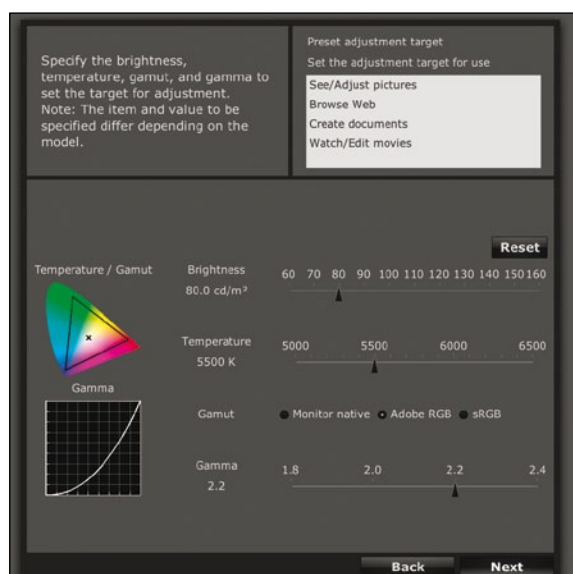 Specify the brightness,
temperature, gamut, and gamma to
set the target for adjustment.
Note: The item and value to be
specified differ depending on the
model.
Preset adjustment target
Set the adjustment target for use
See/Adjust pictures
Browse Web
Create documents
Watch/Edit movies
Reset
Temperature / Gamut
Brightness
80.0 cd/m²
60 70 80 90 100 110 120 130 140 150 160
Temperature
5500 K
5000 5500 6000 6500
Gamma
Gamut
Monitor native Adobe RGB sRGB
Gamma
2.2
1.8 2.0 2.2 2.4
Back Next